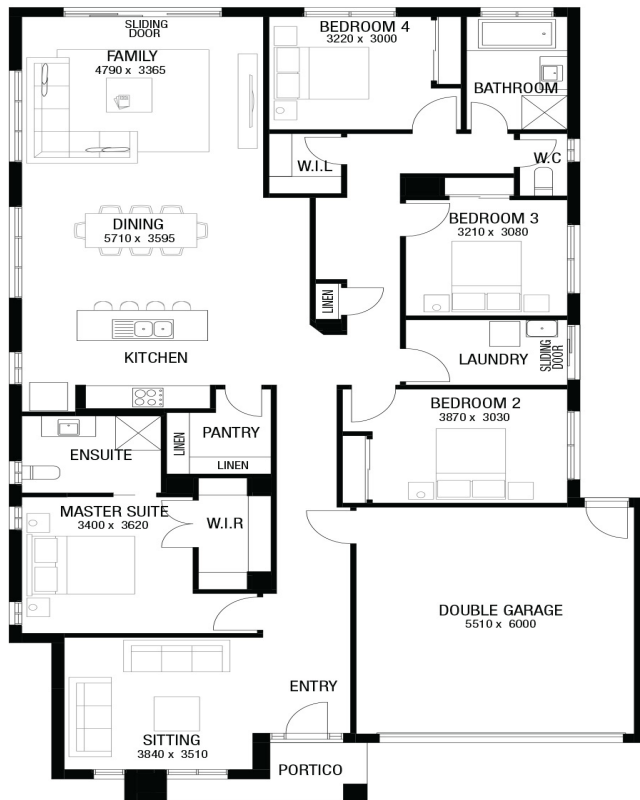 SLIDING
DOOR
FAMILY
4790 x 3365
BEDROOM 4
3220 x 3000
BATHROOM
W.I.L
W.C
DINING
5710 x 3595
BEDROOM 3
3210 x 3080
LINEN
KITCHEN
LAUNDRY
SLIDING
DOOR
BEDROOM 2
3870 x 3030
PANTRY
LINEN
LINEN
ENSUITE
MASTER SUITE
3400 x 3620
W.I.R
DOUBLE GARAGE
5510 x 6000
ENTRY
SITTING
3840 x 3510
PORTICO